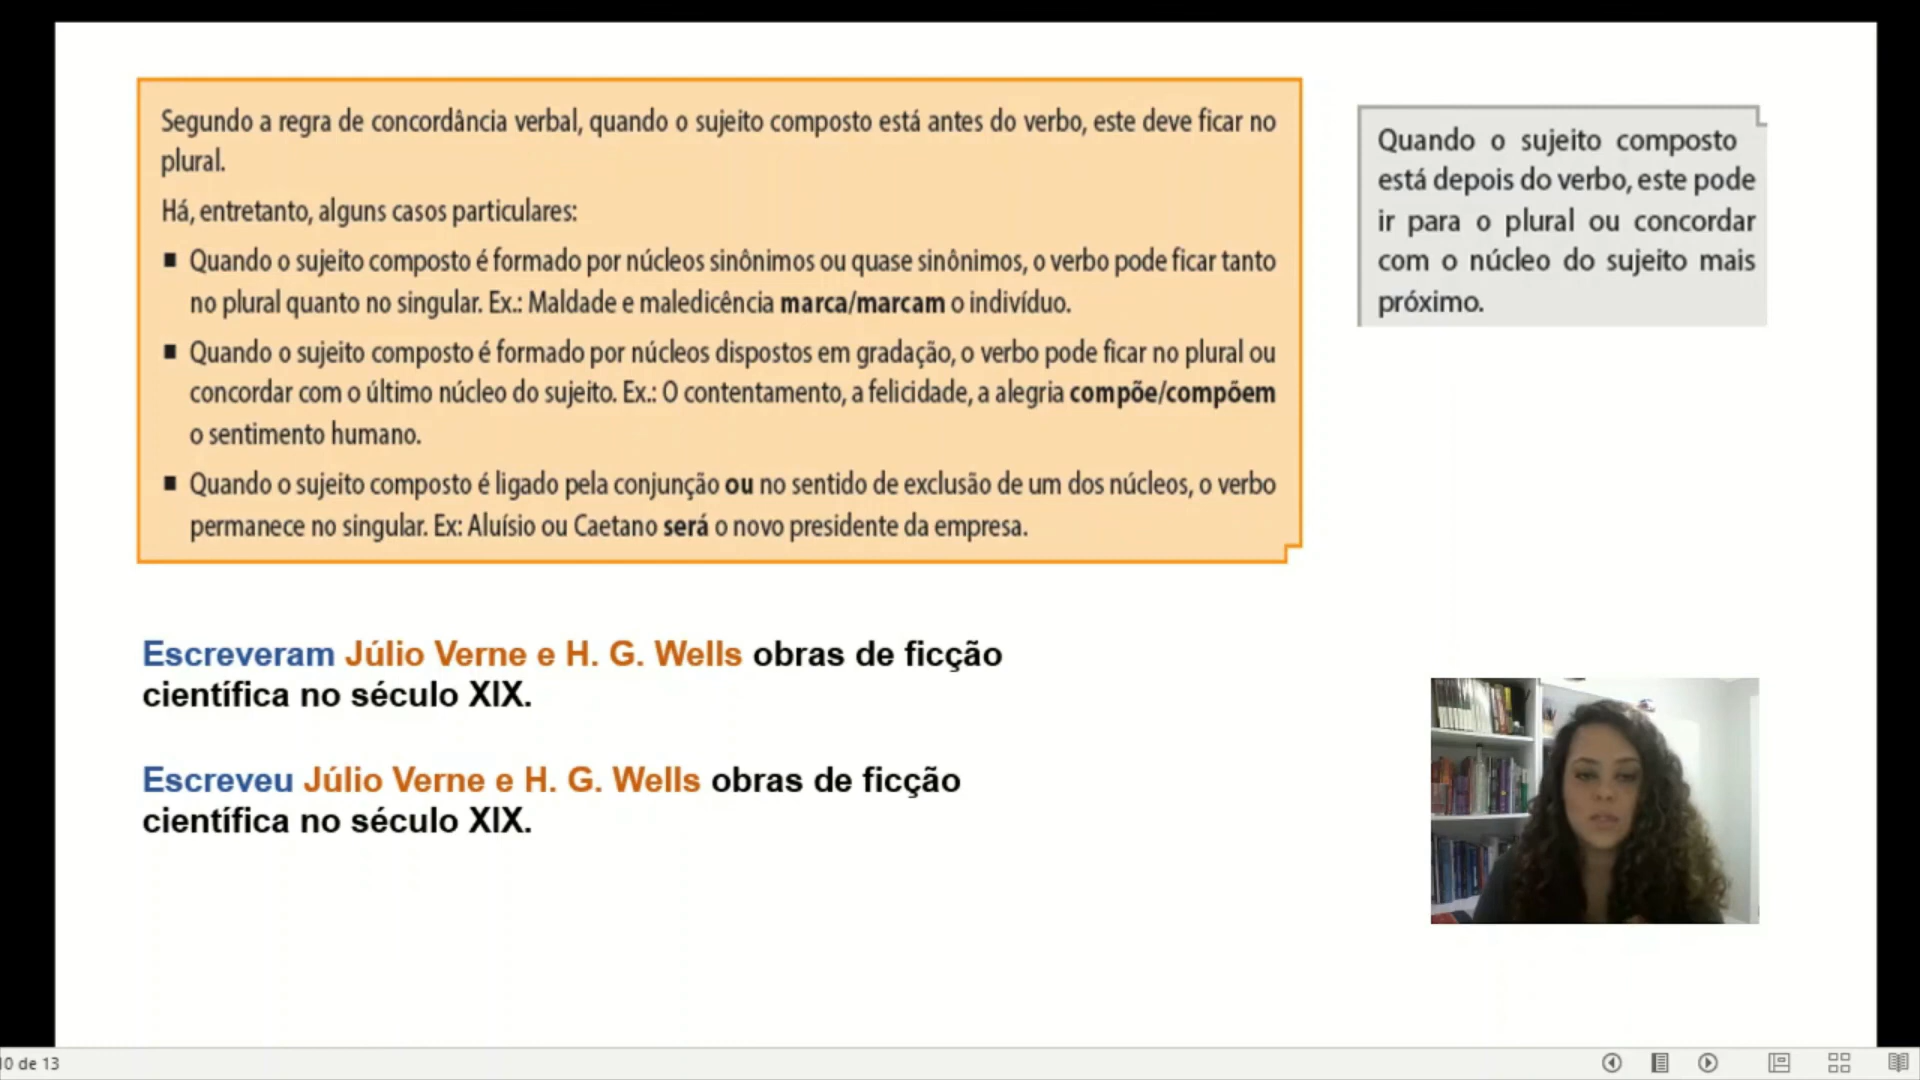 Segundo a regra de concordância verbal, quando o sujeito composto está antes do verbo, este deve ficar no
plural.
Há, entretanto, alguns casos particulares:
■ Quando o sujeito composto é formado por núcleos sinônimos ou quase sinônimos, o verbo pode ficar tanto
no plural quanto no singular. Ex.: Maldade e maledicência marca/marcam o indivíduo.
■ Quando o sujeito composto é formado por núcleos dispostos em gradação, o verbo pode ficar no plural ou
concordar com o último núcleo do sujeito. Ex.: O contentamento, a felicidade, a alegria compõe/compõem
o sentimento humano.
■ Quando o sujeito composto é ligado pela conjunção ou no sentido de exclusão de um dos núcleos, o verbo
permanece no singular. Ex: Aluísio ou Caetano será o novo presidente da empresa.
Quando o sujeito composto
está depois do verbo, este pode
ir para o plural ou concordar
com o núcleo do sujeito mais
próximo.
Escreveram Júlio Verne e H. G. Wells obras de ficção
científica no século XIX.
Escreveu Júlio Verne e H. G. Wells obras de ficção
científica no século XIX.
10 de 13